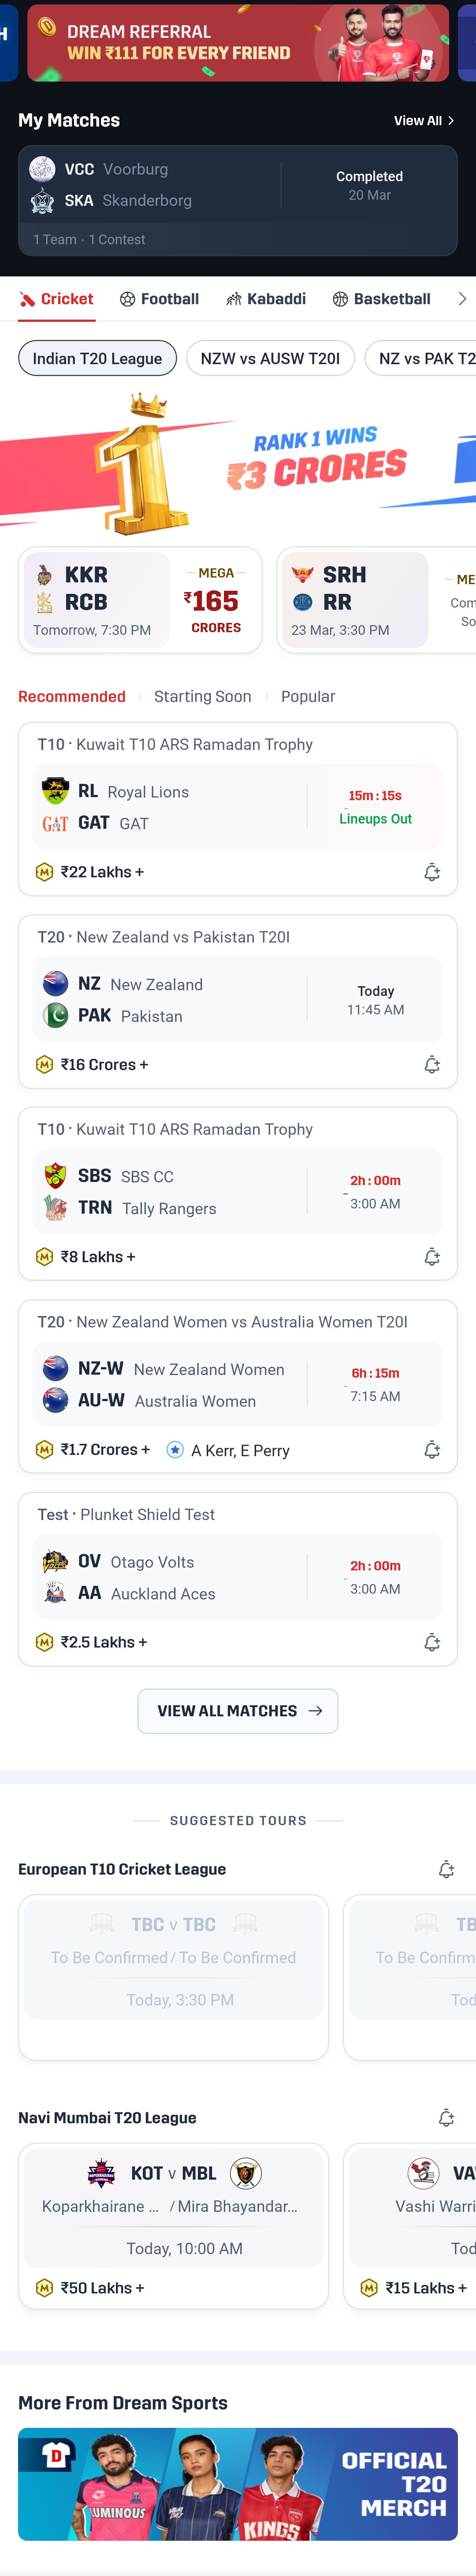 H
DREAM REFERRAL
WIN ₹111 FOR EVERY FRIEND
My Matches
View All
VCC Voorburg
SKA Skanderborg
Completed
20 Mar
1 Team · 1 Contest
Cricket
Football
Kabaddi
Basketball
Indian T20 League
NZW vs AUSW T20I
NZ vs PAK T2
1
RANK 1 WINS
₹3 CRORES
KKR
RCB
Tomorrow, 7:30 PM
MEGA
₹165
CRORES
SRH
RR
23 Mar, 3:30 PM
ME
Com
So
Recommended
Starting Soon
Popular
T10 · Kuwait T10 ARS Ramadan Trophy
RL Royal Lions
GAT GAT GAT
15m : 15s
Lineups Out
M ₹22 Lakhs +
T20 · New Zealand vs Pakistan T20I
NZ New Zealand
PAK Pakistan
Today
11:45 AM
M ₹16 Crores +
T10 · Kuwait T10 ARS Ramadan Trophy
SBS SBS CC
TRN Tally Rangers
2h : 00m
3:00 AM
M ₹8 Lakhs +
T20 · New Zealand Women vs Australia Women T20I
NZ-W New Zealand Women
AU-W Australia Women
6h : 15m
7:15 AM
M ₹1.7 Crores + A Kerr, E Perry
Test · Plunket Shield Test
OV Otago Volts
AA Auckland Aces
2h : 00m
3:00 AM
M ₹2.5 Lakhs +
VIEW ALL MATCHES
SUGGESTED TOURS
European T10 Cricket League
TBC v TBC
To Be Confirmed / To Be Confirmed
Today, 3:30 PM
TB
To Be Confirm
Tod
Navi Mumbai T20 League
KOT v MBL
Koparkhairane ... / Mira Bhayandar...
Today, 10:00 AM
M ₹50 Lakhs +
VA
Vashi Warri
Tod
M ₹15 Lakhs +
More From Dream Sports
D
LUMINOUS
KINGS
OFFICIAL
T20
MERCH